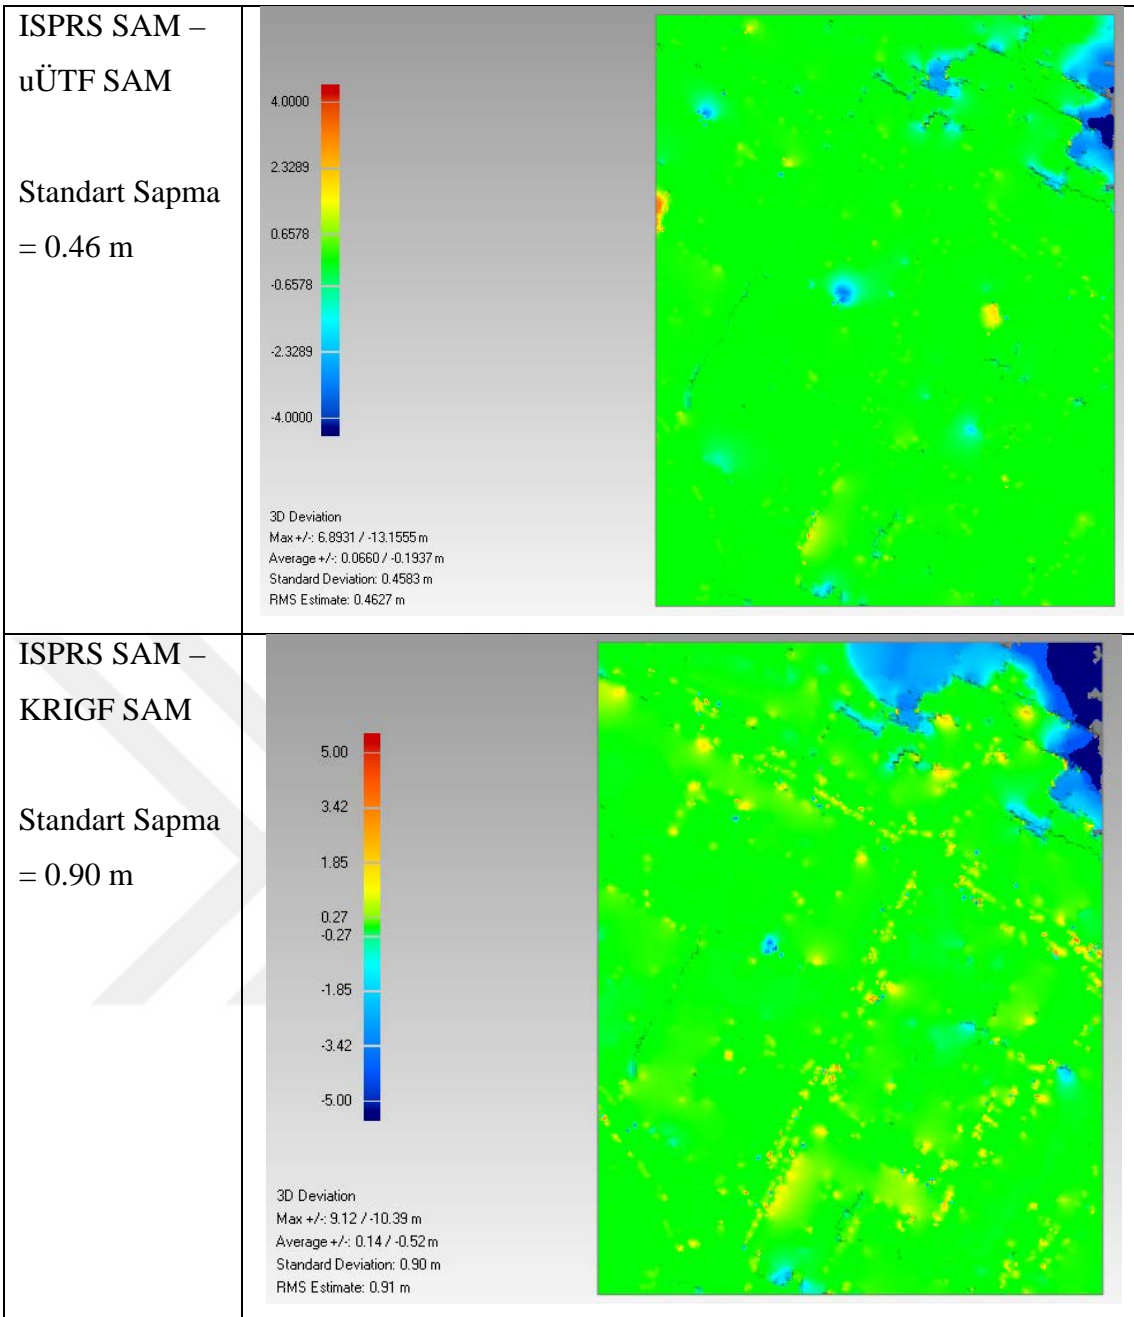 ISPRS SAM –
uÜTF SAM
Standart Sapma
= 0.46 m
4.0000
2.3289
0.6578
-0.6578
-2.3289
-4.0000
3D Deviation
Max +/-: 6.8931 / -13.1555 m
Average +/-: 0.0660 / -0.1937 m
Standard Deviation: 0.4583 m
RMS Estimate: 0.4627 m
ISPRS SAM –
KRIGF SAM
Standart Sapma
= 0.90 m
5.00
3.42
1.85
0.27
-0.27
-1.85
-3.42
-5.00
3D Deviation
Max +/-: 9.12 / -10.39 m
Average +/-: 0.14 / -0.52 m
Standard Deviation: 0.90 m
RMS Estimate: 0.91 m